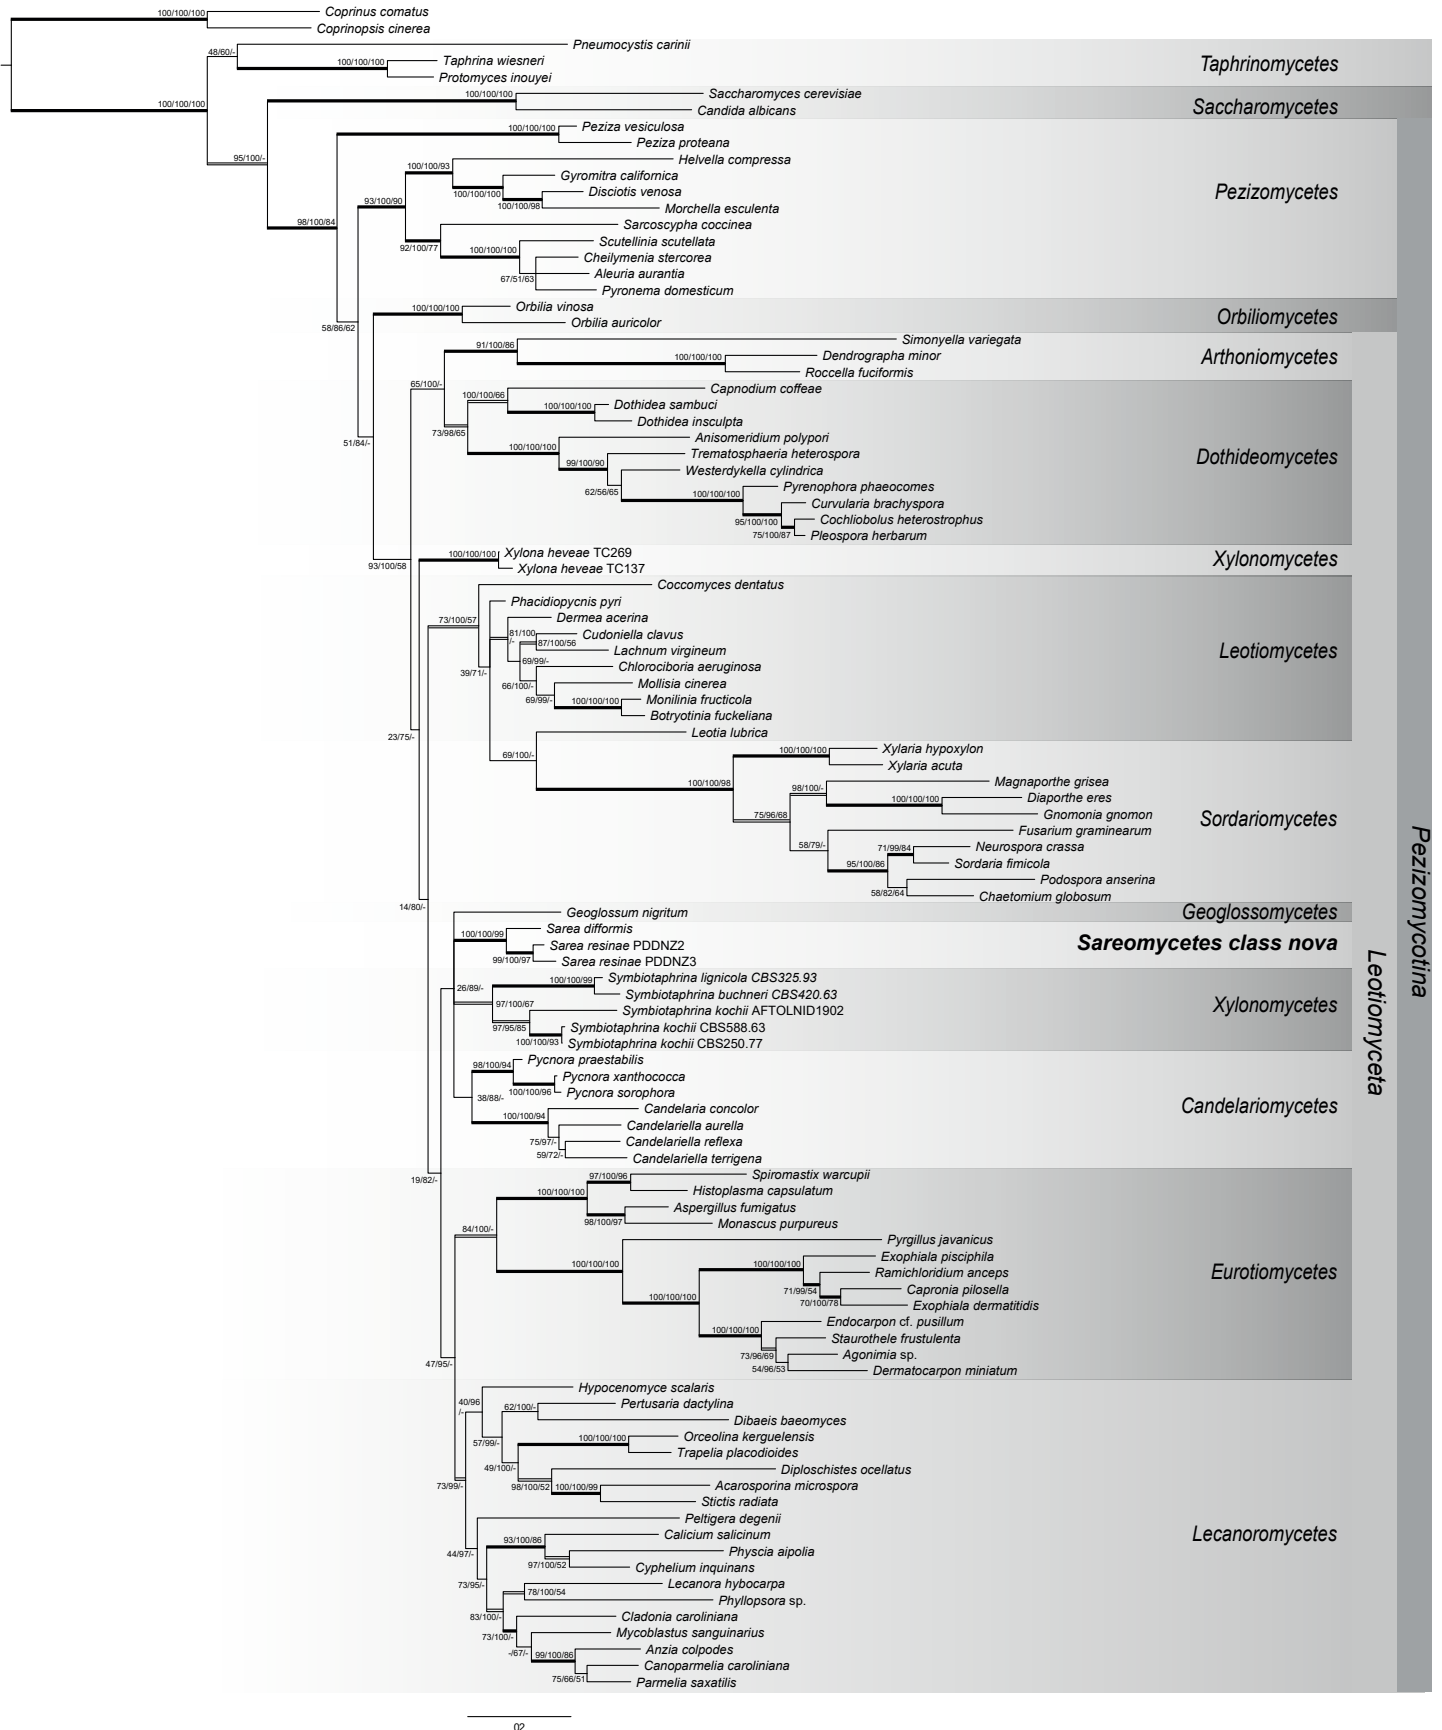 Coprinus comatus
100/100/100
Coprinopsis cinerea
Pneumocystis carinii
48/60/-
Taphrina wiesneri
100/100/100
Taphrinomycetes
Protomyces inouyei
Saccharomyces cerevisiae
100/100/100
100/100/100
Saccharomycetes
Candida albicans
Peziza vesiculosa
100/100/100
Peziza proteana
95/100/-
Helvella compressa
100/100/93
Gyromitra californica
Disciotis venosa
100/100/100
Pezizomycetes
93/100/90
100/100/98
Morchella esculenta
98/100/84
Sarcoscypha coccinea
Scutellinia scutellata
92/100/77
100/100/100
Cheilymenia stercorea
Aleuria aurantia
67/51/63
Pyronema domesticum
Orbilia vinosa
100/100/100
Orbiliomycetes
Orbilia auricolor
58/86/62
Simonyella variegata
91/100/86
Dendrographa minor
100/100/100
Arthoniomycetes
Roccella fuciformis
65/100/-
Capnodium coffeae
100/100/66
Dothidea sambuci
100/100/100
Dothidea insculpta
73/98/65
Anisomeridium polypori
51/84/-
100/100/100
Trematosphaeria heterospora
Dothideomycetes
99/100/90
Westerdykella cylindrica
Pyrenophora phaeocomes
62/56/65
100/100/100
Curvularia brachyspora
Cochliobolus heterostrophus
95/100/100
Pleospora herbarum
75/100/87
Xylona heveae TC269
100/100/100
Xylonomycetes
93/100/58
Xylona heveae TC137
Coccomyces dentatus
Phacidiopycnis pyri
Dermea acerina
73/100/57
Cudoniella clavus
81/100
/-
87/100/56
Lachnum virgineum
Leotiomycetes
69/99/-
Chlorociboria aeruginosa
39/71/-
Mollisia cinerea
66/100/-
Monilinia fructicola
69/99/-
100/100/100
Botryotinia fuckeliana
Leotia lubrica
23/75/-
Xylaria hypoxylon
100/100/100
69/100/-
Xylaria acuta
Magnaporthe grisea
100/100/98
98/100/-
Diaporthe eres
100/100/100
Gnomonia gnomon
75/96/68
Sordariomycetes
Fusarium graminearum
58/79/-
Neurospora crassa
71/99/84
Sordaria fimicola
95/100/86
Podospora anserina
58/82/64
Chaetomium globosum
14/80/-
Geoglossum nigritum
Geoglossomycetes
Sarea difformis
100/100/99
Sarea resinae PDDNZ2
Sareomycetes class nova
99/100/97
Sarea resinae PDDNZ3
Symbiotaphrina lignicola CBS325.93
100/100/99
26/89/-
Symbiotaphrina buchneri CBS420.63
97/100/67
Symbiotaphrina kochii AFTOLNID1902
Xylonomycetes
97/95/85
Symbiotaphrina kochii CBS588.63
100/100/93
Symbiotaphrina kochii CBS250.77
Pycnora praestabilis
98/100/94
Pycnora xanthococca
100/100/96
Pycnora sorophora
38/88/-
Candelaria concolor
Candelariomycetes
100/100/94
Candelariella aurella
75/97/-
Candelariella reflexa
59/72/-
Candelariella terrigena
19/82/-
Spiromastix warcupii
97/100/96
Histoplasma capsulatum
100/100/100
Aspergillus fumigatus
98/100/97
Monascus purpureus
84/100/-
Pyrgillus javanicus
Exophiala pisciphila
100/100/100
100/100/100
Ramichloridium anceps
Eurotiomycetes
Capronia pilosella
71/99/54
Exophiala dermatitidis
70/100/78
100/100/100
Endocarpon cf. pusillum
100/100/100
Staurothele frustulenta
Agonimia sp.
73/96/69
Dermatocarpon miniatum
54/96/53
47/95/-
Hypocenomyce scalaris
40/96
/-
Pertusaria dactylina
62/100/-
Dibaeis baeomyces
Orceolina kerguelensis
57/99/-
100/100/100
Trapelia placodioides
Diploschistes ocellatus
49/100/-
Acarosporina microspora
73/99/-
98/100/52
100/100/99
Stictis radiata
Peltigera degenii
Calicium salicinum
Lecanoromycetes
93/100/86
Physcia aipolia
44/97/-
97/100/52
Cyphelium inquinans
Lecanora hybocarpa
73/95/-
78/100/54
Phyllopsora sp.
Cladonia caroliniana
83/100/-
Mycoblastus sanguinarius
73/100/-
Anzia colpodes
-/67/-
99/100/86
Canoparmelia caroliniana
75/66/51
Parmelia saxatilis
Leotiomyceta
Pezizomycotina
02